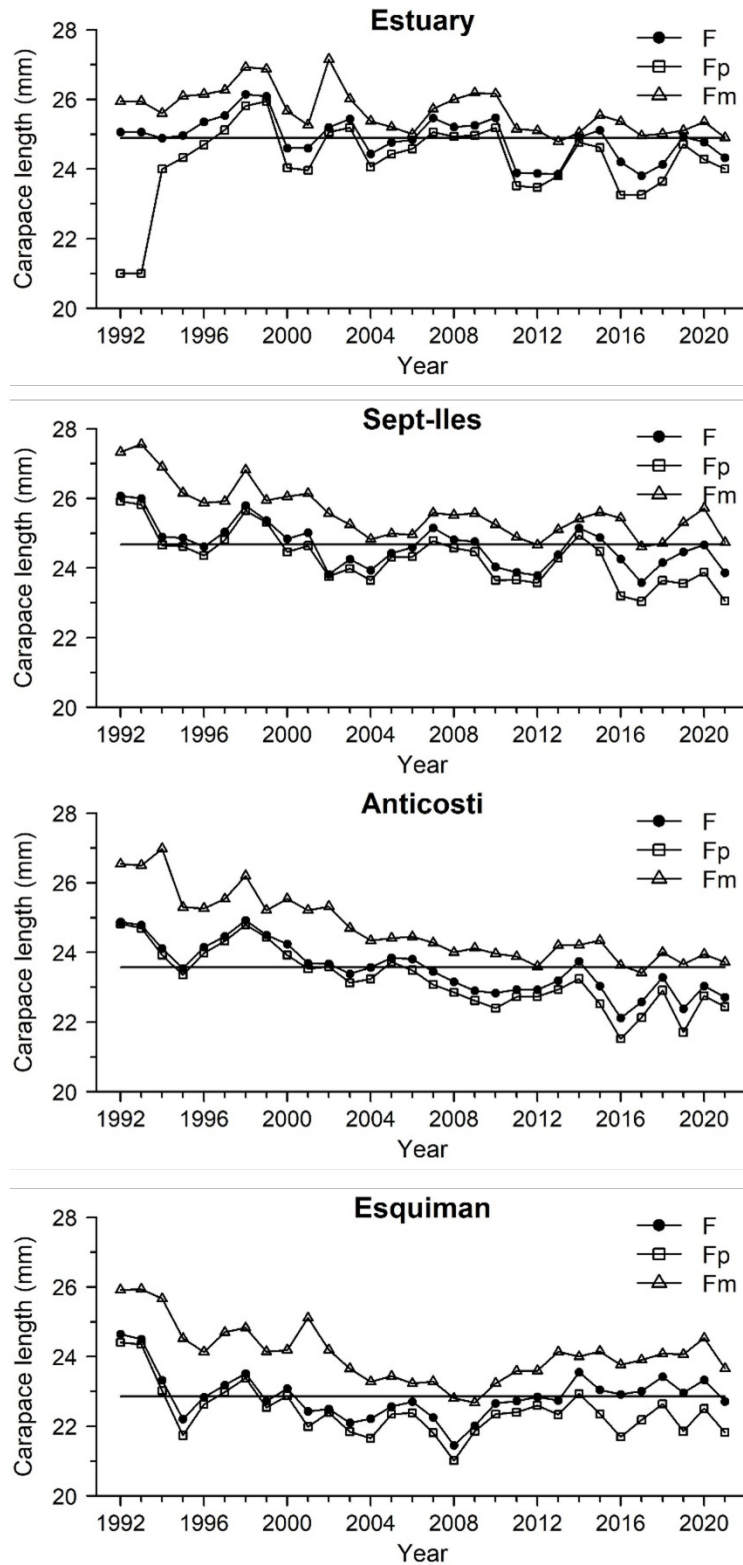 Estuary
F
Fp
Fm
Carapace length (mm)
28
26
24
22
20
1992 1996 2000 2004 2008 2012 2016 2020
Year
Sept-Iles
F
Fp
Fm
Carapace length (mm)
28
26
24
22
20
1992 1996 2000 2004 2008 2012 2016 2020
Year
Anticosti
F
Fp
Fm
Carapace length (mm)
28
26
24
22
20
1992 1996 2000 2004 2008 2012 2016 2020
Year
Esquiman
F
Fp
Fm
Carapace length (mm)
28
26
24
22
20
1992 1996 2000 2004 2008 2012 2016 2020
Year